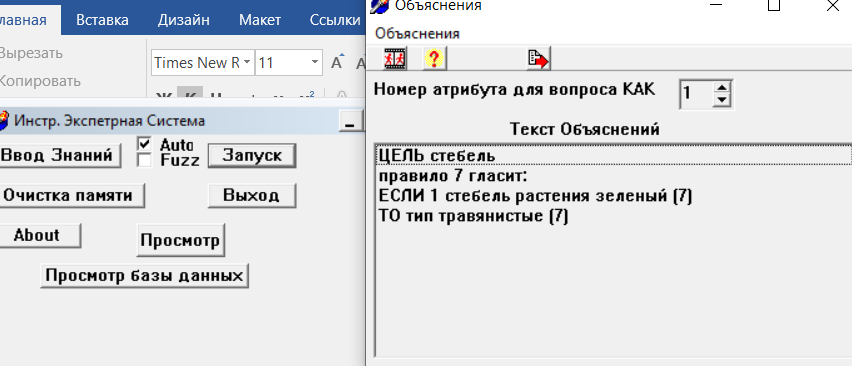 лавная Вставка Дизайн Макет Ссылки
Вырезать
Копировать
Times New R 11
Инстр. Экспетрная Система
Ввод Знаний
Auto
Fuzz
Запуск
Очистка памяти
Выход
About
Просмотр
Просмотр базы данных
Объяснения
Объяснения
Номер атрибута для вопроса КАК 1
Текст Объяснений
ЦЕЛЬ стебель
правило 7 гласит:
ЕСЛИ 1 стебель растения зеленый (7)
ТО тип травянистые (7)